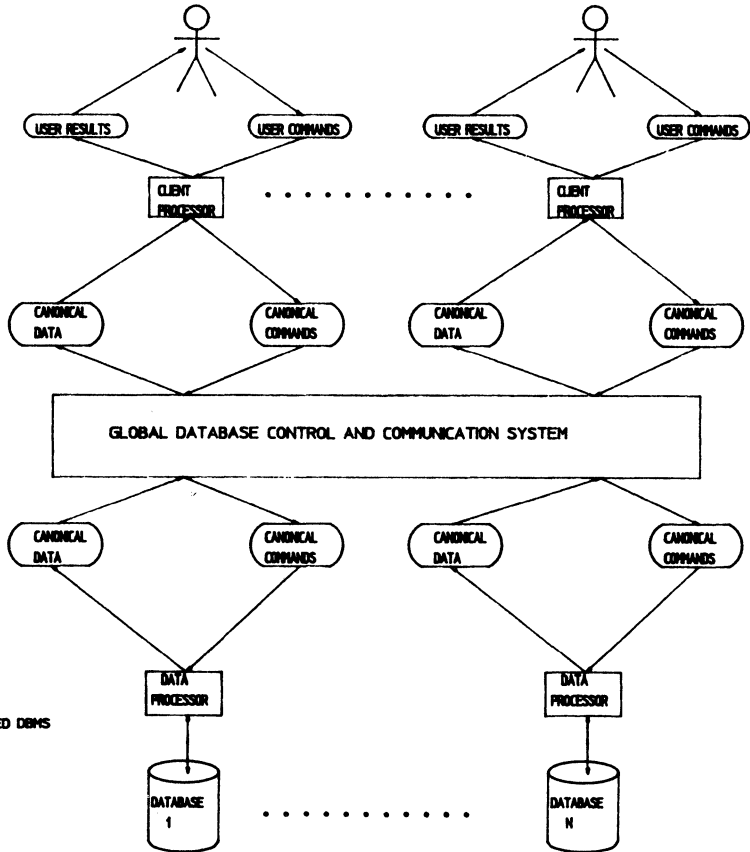 USER RESULTS
USER COMMANDS
USER RESULTS
USER COMMANDS
CLIENT
PROCESSOR
CLIENT
PROCESSOR
CANONICAL
DATA
CANONICAL
COMMANDS
CANONICAL
DATA
CANONICAL
COMMANDS
GLOBAL DATABASE CONTROL AND COMMUNICATION SYSTEM
CANONICAL
DATA
CANONICAL
COMMANDS
CANONICAL
DATA
CANONICAL
COMMANDS
DATA
PROCESSOR
DATA
PROCESSOR
ED DBMS
DATABASE
1
DATABASE
N